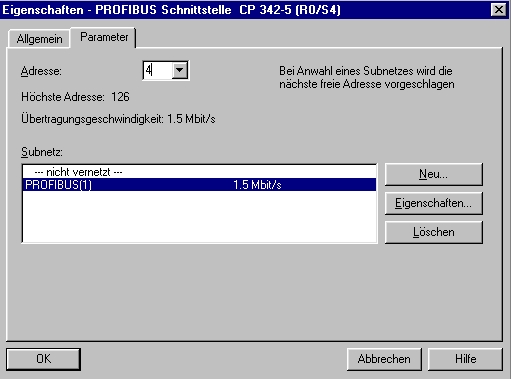 Eigenschaften - PROFIBUS Schnittstelle CP 342-5 (R0/S4)
Allgemein
Parameter
Adresse:
4
Bei Anwahl eines Subnetzes wird die
nächste freie Adresse vorgeschlagen
Höchste Adresse: 126
Übertragungsgeschwindigkeit: 1.5 Mbit/s
Subnetz:
--- nicht vernetzt ---
PROFIBUS(1) 1.5 Mbit/s
Neu...
Eigenschaften...
Löschen
OK
Abbrechen
Hilfe